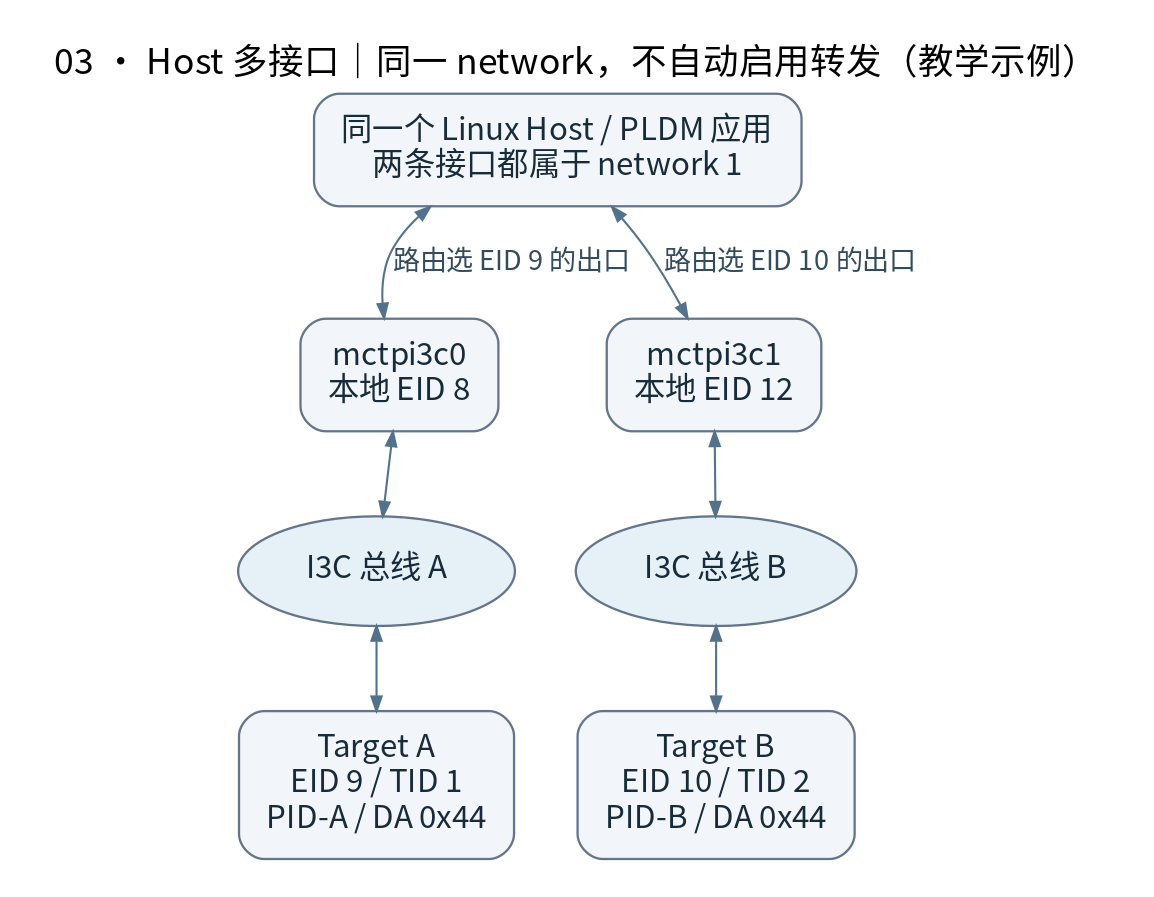 03 · Host 多接口｜同一 network，不自动启用转发（教学示例）
同一个 Linux Host / PLDM 应用
两条接口都属于 network 1
路由选 EID 9 的出口
路由选 EID 10 的出口
mctpi3c0
本地 EID 8
mctpi3c1
本地 EID 12
I3C 总线 A
I3C 总线 B
Target A
EID 9 / TID 1
PID-A / DA 0x44
Target B
EID 10 / TID 2
PID-B / DA 0x44